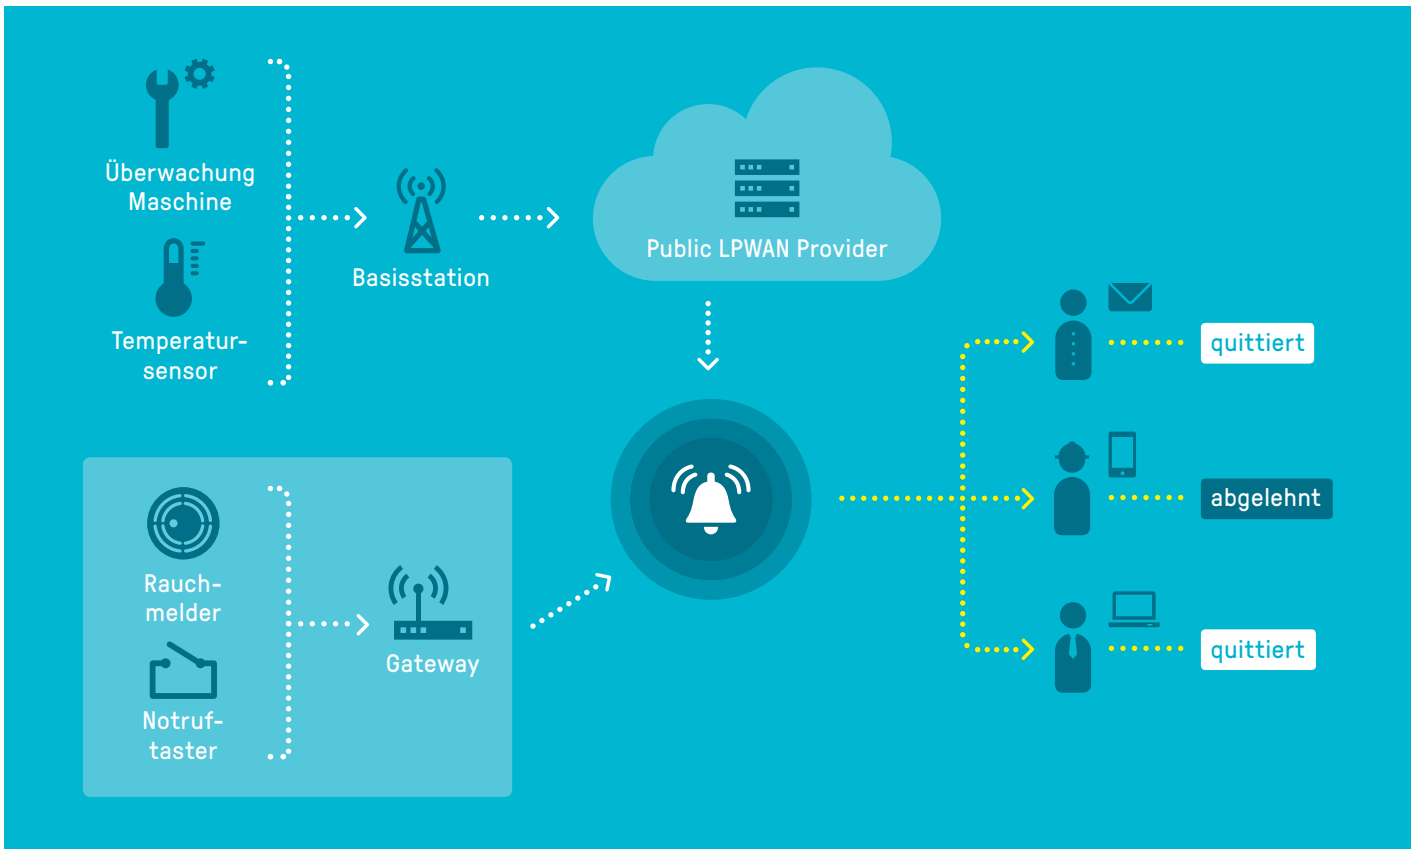 Überwachung
Maschine
Temperatur-
sensor
Basisstation
Public LPWAN Provider
Rauch-
melder
Notruf-
taster
Gateway
quittiert
abgelehnt
quittiert